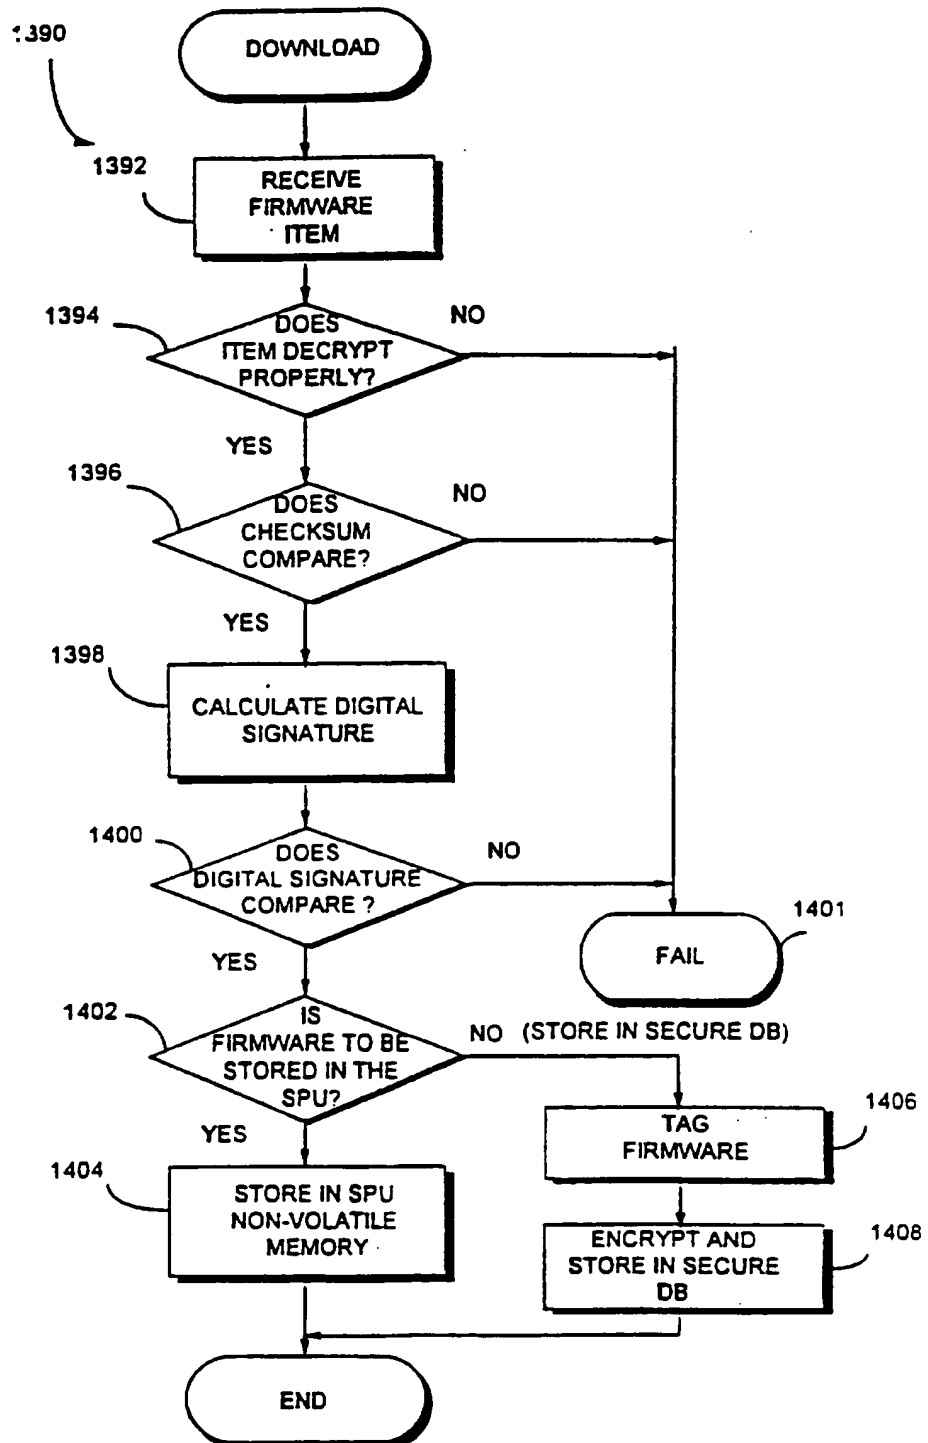 1390
DOWNLOAD
1392
RECEIVE
FIRMWARE
ITEM
1394
DOES
ITEM DECRYPT
PROPERLY?
NO
YES
1396
DOES
CHECKSUM
COMPARE?
NO
YES
1398
CALCULATE DIGITAL
SIGNATURE
1400
DOES
DIGITAL SIGNATURE
COMPARE ?
NO
1401
FAIL
YES
1402
IS
FIRMWARE TO BE
STORED IN THE
SPU?
NO (STORE IN SECURE DB)
1406
TAG
FIRMWARE
YES
1404
STORE IN SPU
NON-VOLATILE
MEMORY
1408
ENCRYPT AND
STORE IN SECURE
DB
END